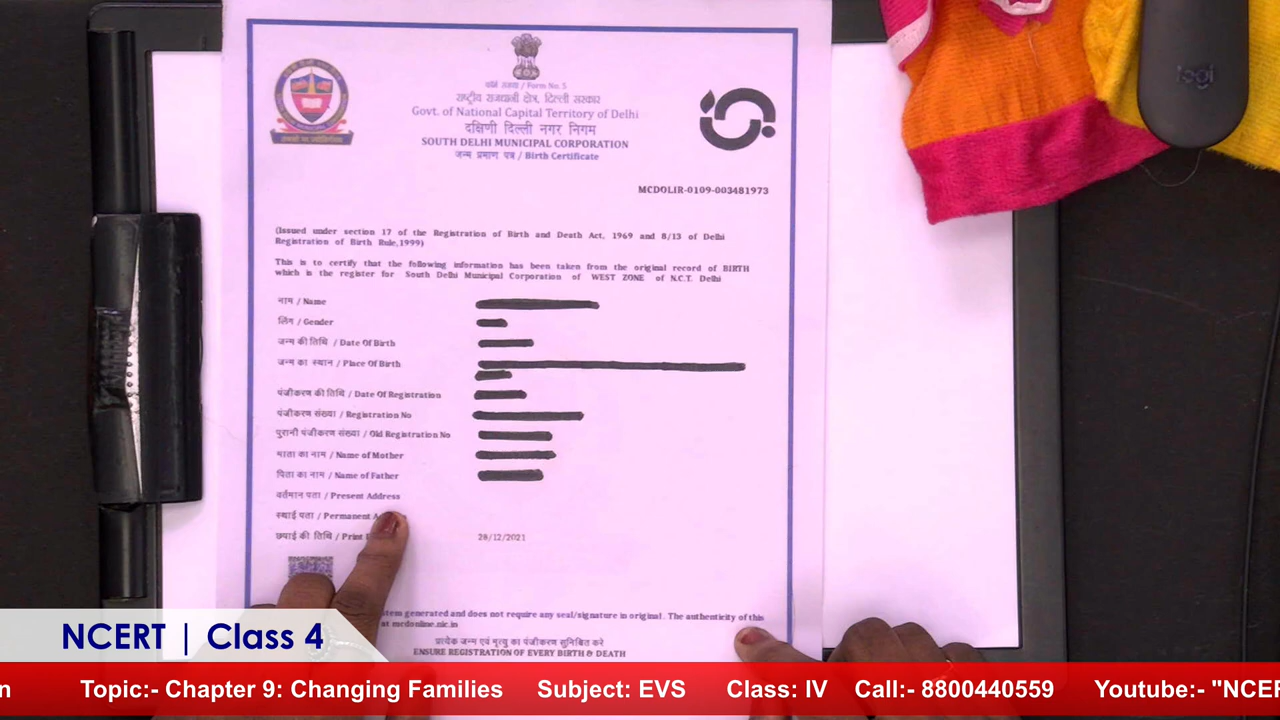 फॉर्म संख्या / Form No. 5
राष्ट्रीय राजधानी क्षेत्र, दिल्ली सरकार
Govt. of National Capital Territory of Delhi
दक्षिणी दिल्ली नगर निगम
SOUTH DELHI MUNICIPAL CORPORATION
जन्म प्रमाण पत्र / Birth Certificate
MCDOLIR-0109-003481973
(Issued under section 17 of the Registration of Birth and Death Act, 1969 and 8/13 of Delhi
Registration of Birth Rule,1999)
This is to certify that the following information has been taken from the original record of BIRTH
which is the register for South Delhi Municipal Corporation of WEST ZONE of N.C.T. Delhi
नाम / Name
लिंग / Gender
जन्म की तिथि / Date Of Birth
जन्म का स्थान / Place Of Birth
पंजीकरण की तिथि / Date Of Registration
पंजीकरण संख्या / Registration No
पुरानी पंजीकरण संख्या / Old Registration No
माता का नाम / Name of Mother
पिता का नाम / Name of Father
वर्तमान पता / Present Address
स्थाई पता / Permanent
छपाई की तिथि / Print 28/12/2021
generated and does not require any seal/signature in original. The authenticity of this
at mcdonline.nic.in
प्रत्येक जन्म एवं मृत्यु का पंजीकरण सुनिश्चित करे
ENSURE REGISTRATION OF EVERY BIRTH & DEATH
logi
NCERT | Class 4
n Topic:- Chapter 9: Changing Families Subject: EVS Class: IV Call:- 8800440559 Youtube:- "NCER